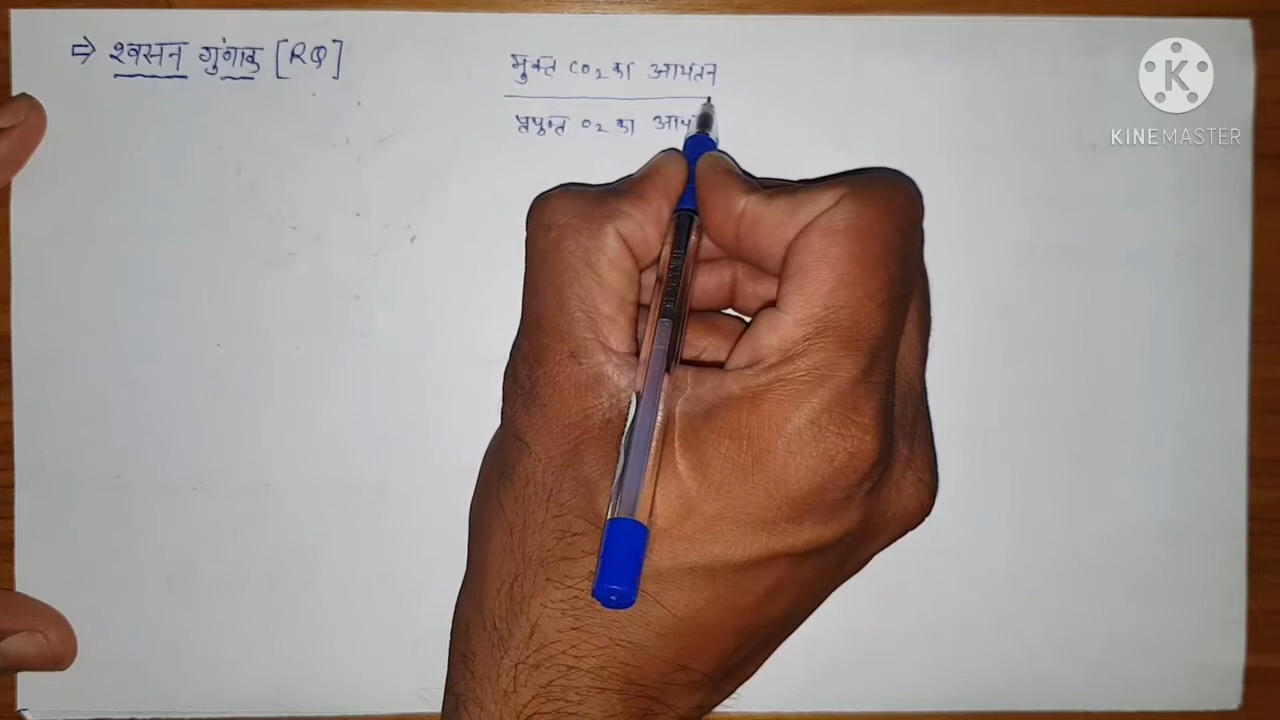 ⇒ श्वसन गुणांक [RQ]
मुक्त CO2 का आयतन
प्रयुक्त O2 का
KINEMASTER